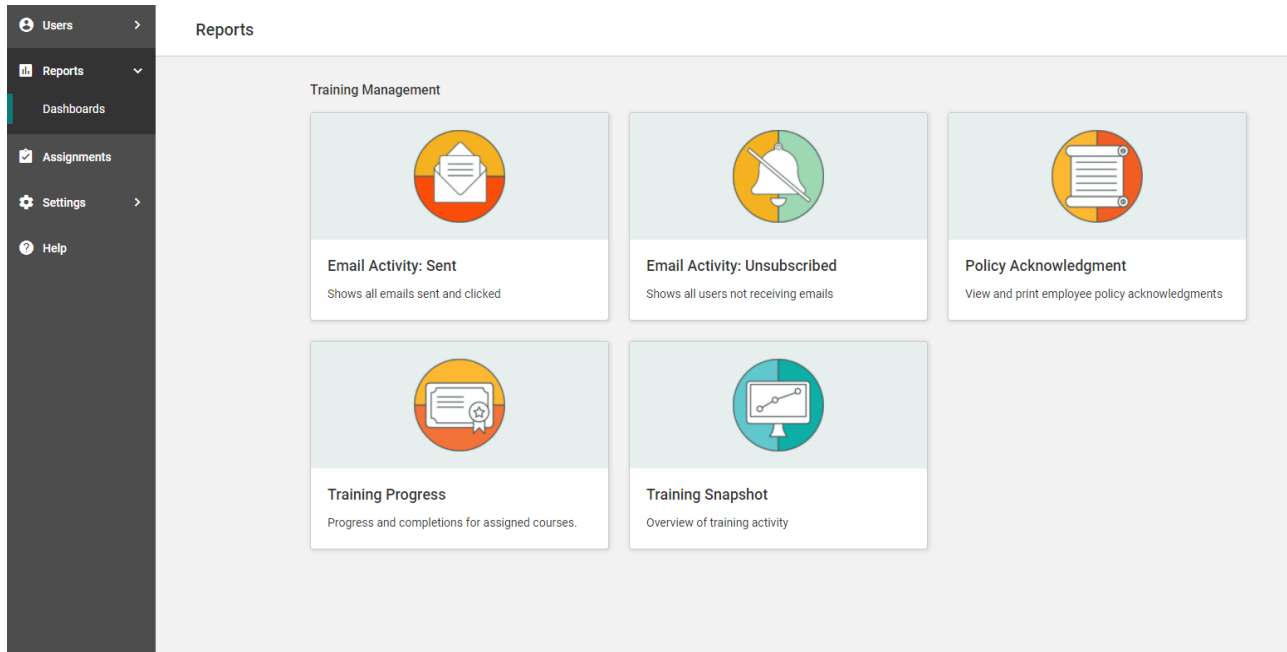 Users
Reports
Dashboards
Assignments
Settings
Help
Reports
Training Management
Email Activity: Sent
Shows all emails sent and clicked
Email Activity: Unsubscribed
Shows all users not receiving emails
Policy Acknowledgment
View and print employee policy acknowledgments
Training Progress
Progress and completions for assigned courses.
Training Snapshot
Overview of training activity